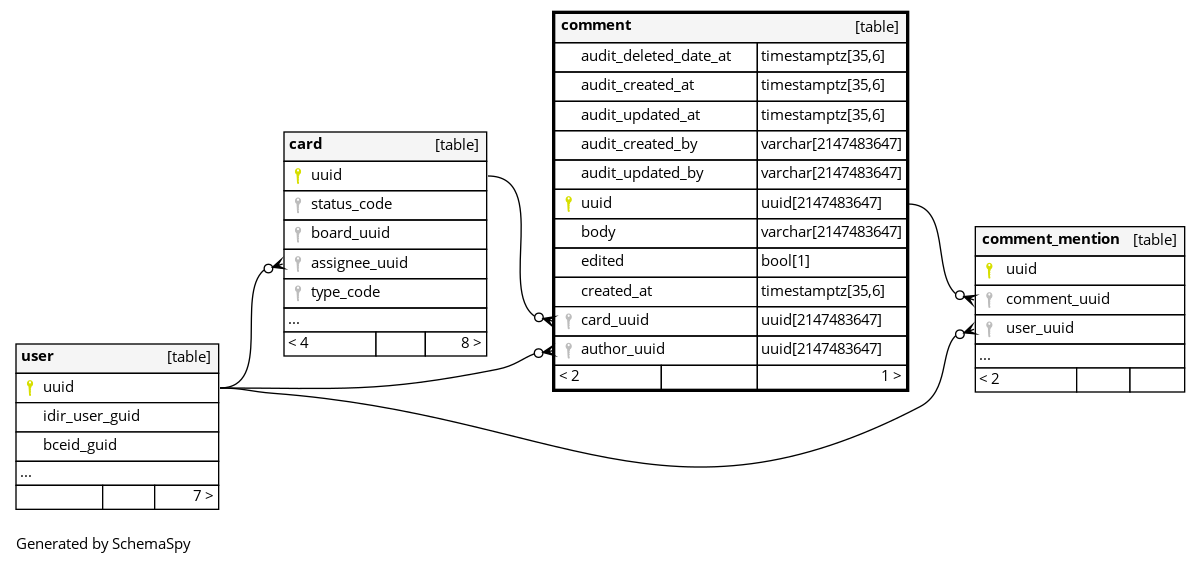 comment [table]
audit_deleted_date_at timestamptz[35,6]
audit_created_at timestamptz[35,6]
audit_updated_at timestamptz[35,6]
audit_created_by varchar[2147483647]
audit_updated_by varchar[2147483647]
uuid uuid[2147483647]
body varchar[2147483647]
edited bool[1]
created_at timestamptz[35,6]
card_uuid uuid[2147483647]
author_uuid uuid[2147483647]
< 2 1 >
card [table]
uuid
status_code
board_uuid
assignee_uuid
type_code
...
< 4 8 >
comment_mention [table]
uuid
comment_uuid
user_uuid
...
< 2
user [table]
uuid
idir_user_guid
bceid_guid
...
7 >
Generated by SchemaSpy